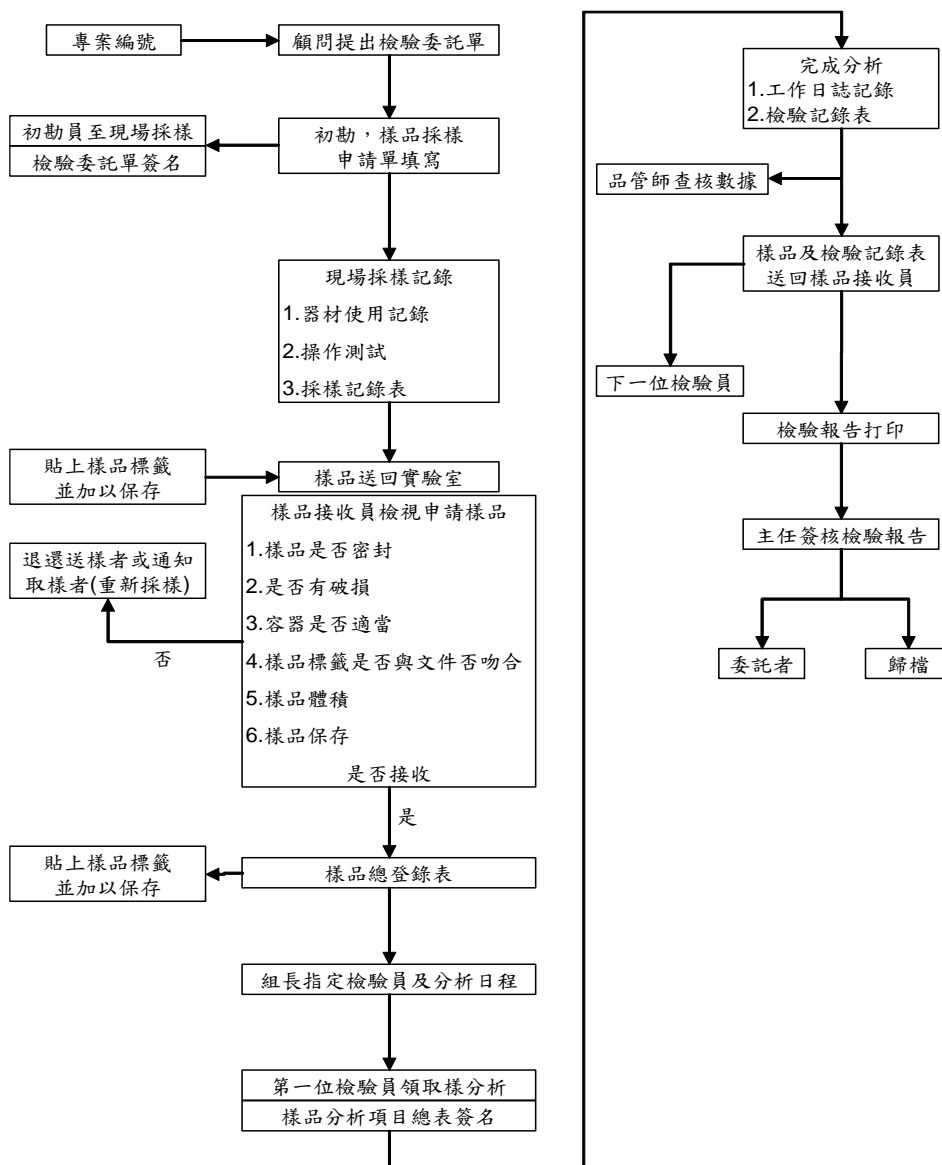 專案編號
顧問提出檢驗委託單
初勘員至現場採樣
檢驗委託單簽名
初勘，樣品採樣
申請單填寫
現場採樣記錄
1.器材使用記錄
2.操作測試
3.採樣記錄表
貼上樣品標籤
並加以保存
樣品送回實驗室
樣品接收員檢視申請樣品
1.樣品是否密封
2.是否有破損
3.容器是否適當
4.樣品標籤是否與文件否吻合
5.樣品體積
6.樣品保存
是否接收
退還送樣者或通知
取樣者(重新採樣)
否
是
貼上樣品標籤
並加以保存
樣品總登錄表
組長指定檢驗員及分析日程
第一位檢驗員領取樣分析
樣品分析項目總表簽名
完成分析
1.工作日誌記錄
2.檢驗記錄表
品管師查核數據
樣品及檢驗記錄表
送回樣品接收員
下一位檢驗員
檢驗報告打印
主任簽核檢驗報告
委託者
歸檔